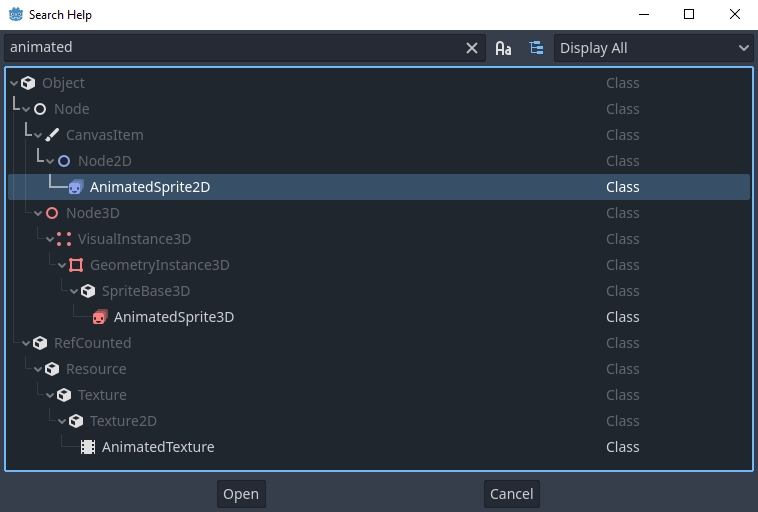 Search Help
animated Aa Display All
Object Class
Node Class
CanvasItem Class
Node2D Class
AnimatedSprite2D Class
Node3D Class
VisualInstance3D Class
GeometryInstance3D Class
SpriteBase3D Class
AnimatedSprite3D Class
RefCounted Class
Resource Class
Texture Class
Texture2D Class
AnimatedTexture Class
Open Cancel